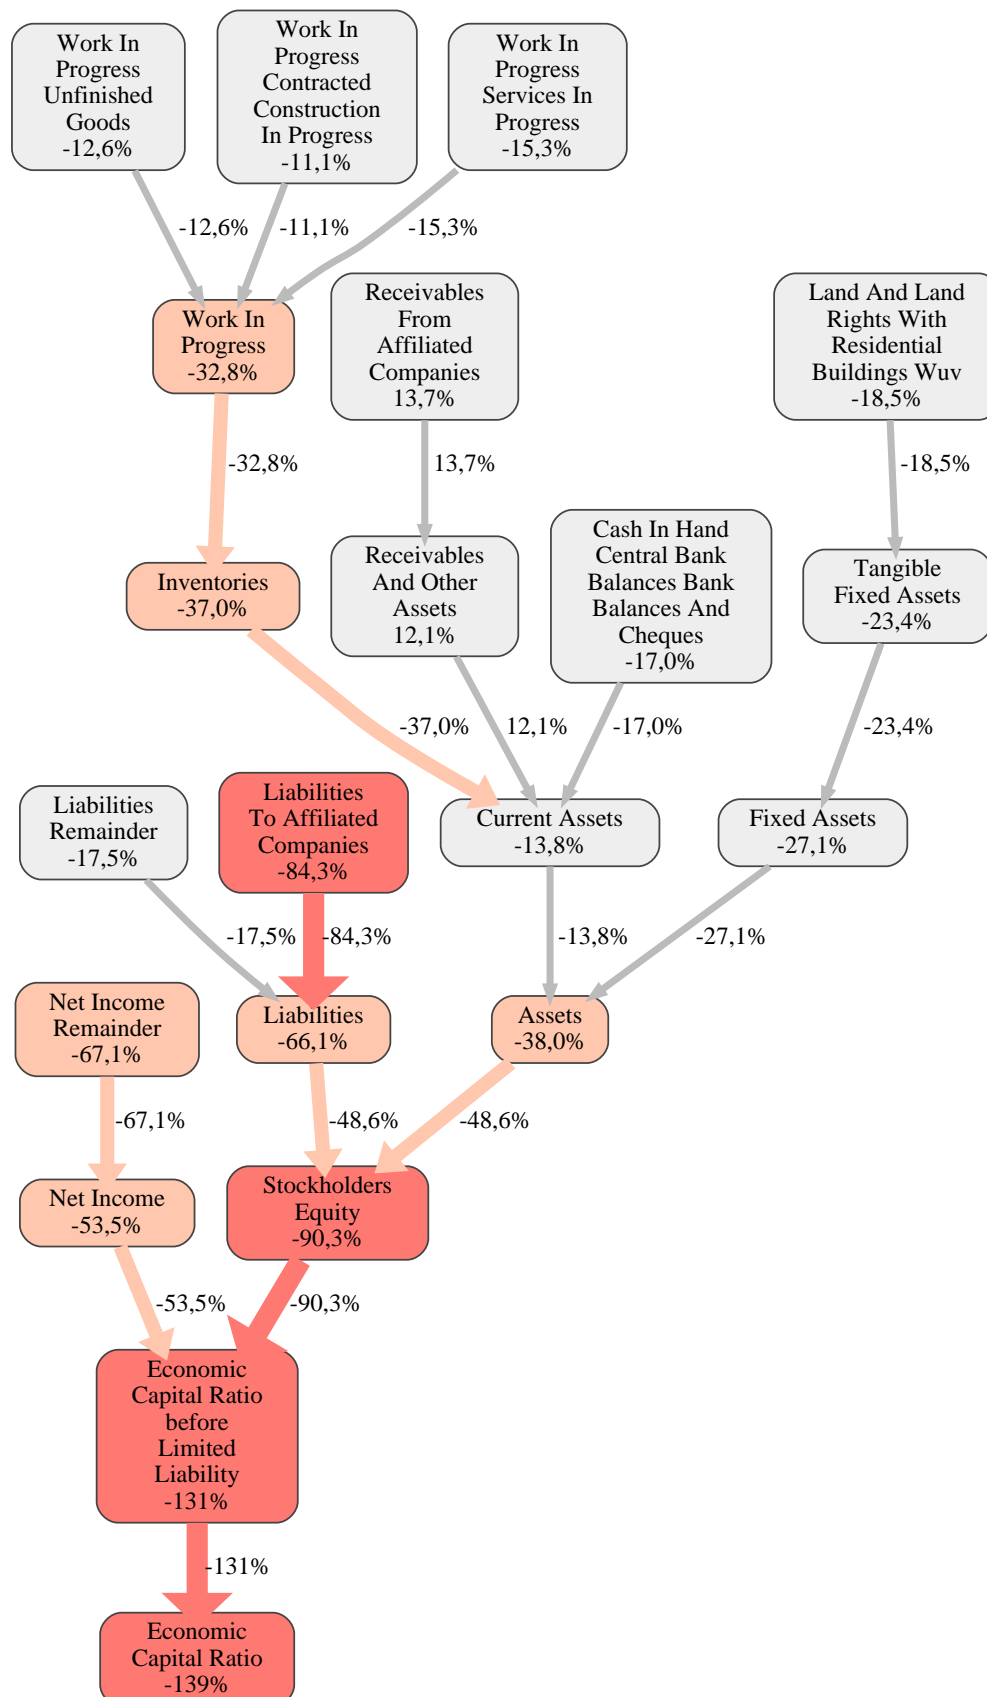 Work In
Progress
Unfinished
Goods
-12,6%
Work In
Progress
Contracted
Construction
In Progress
-11,1%
Work In
Progress
Services In
Progress
-15,3%
-12,6%
-11,1%
-15,3%
Work In
Progress
-32,8%
Receivables
From
Affiliated
Companies
13,7%
Land And Land
Rights With
Residential
Buildings Wuv
-18,5%
-32,8%
13,7%
-18,5%
Inventories
-37,0%
Receivables
And Other
Assets
12,1%
Cash In Hand
Central Bank
Balances Bank
Balances And
Cheques
-17,0%
Tangible
Fixed Assets
-23,4%
-37,0%
12,1%
-17,0%
-23,4%
Liabilities
Remainder
-17,5%
Liabilities
To Affiliated
Companies
-84,3%
Current Assets
-13,8%
Fixed Assets
-27,1%
-17,5%
-84,3%
-13,8%
-27,1%
Net Income
Remainder
-67,1%
Liabilities
-66,1%
Assets
-38,0%
-67,1%
-48,6%
-48,6%
Net Income
-53,5%
Stockholders
Equity
-90,3%
-53,5%
-90,3%
Economic
Capital Ratio
before
Limited
Liability
-131%
-131%
Economic
Capital Ratio
-139%